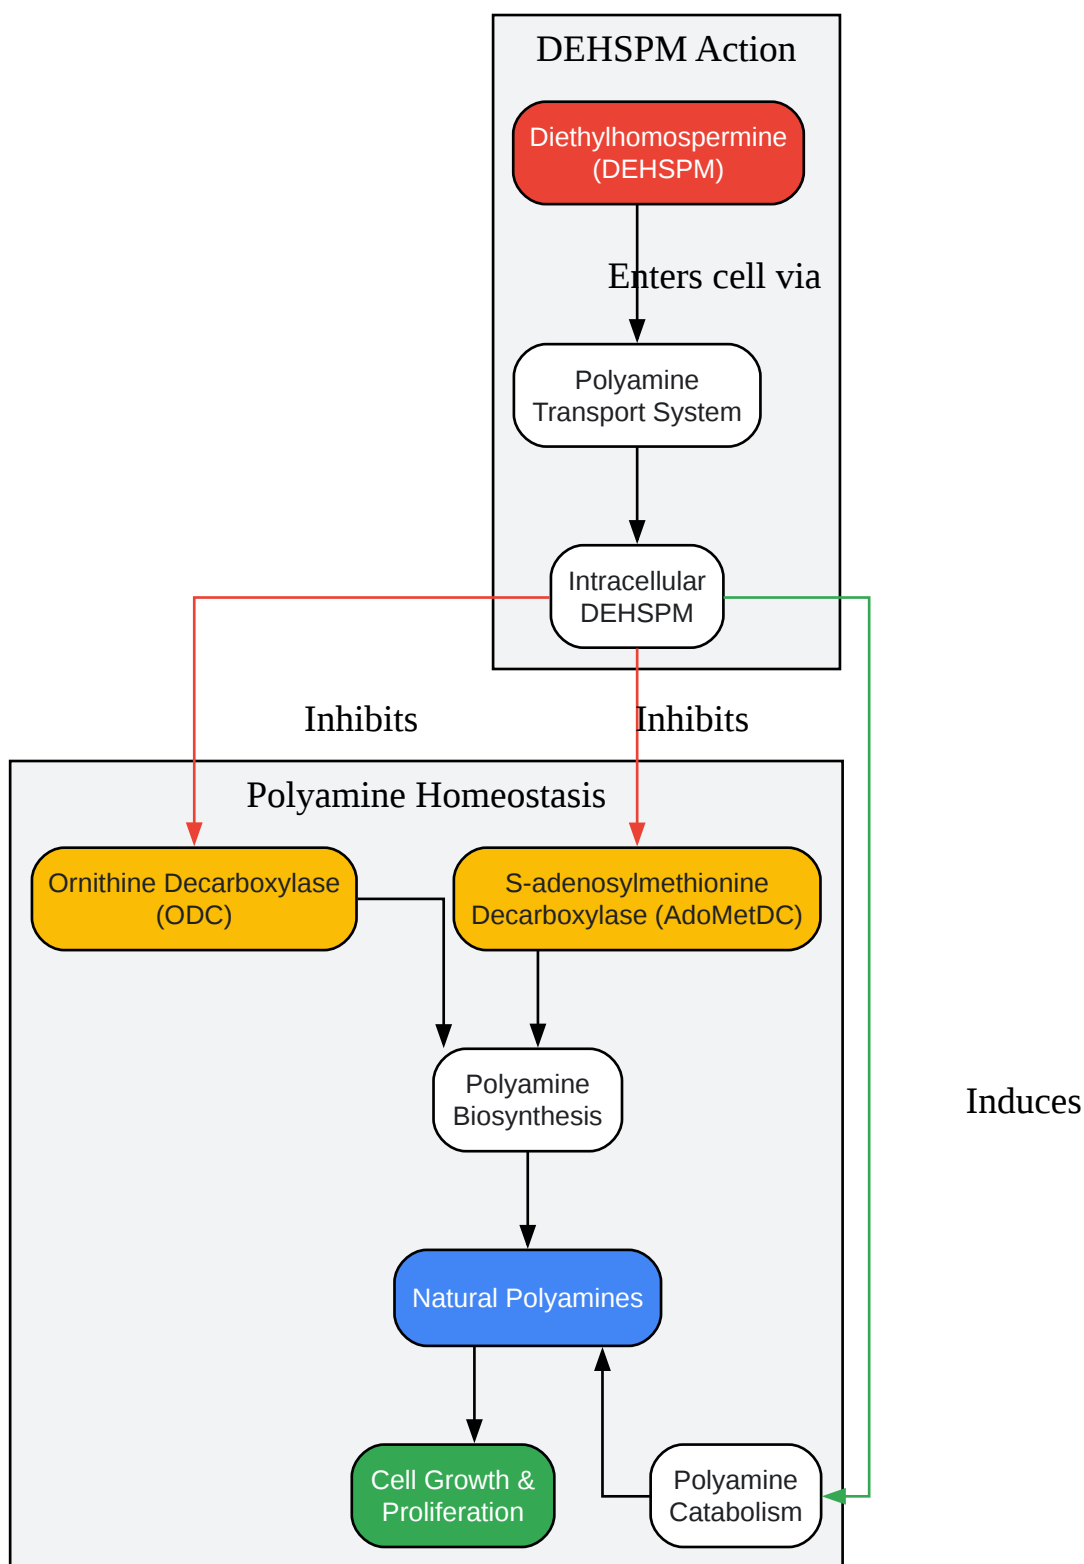 DEHSPM Action
Diethylhomospermine
(DEHSPM)
Enters cell via
Polyamine
Transport System
Intracellular
DEHSPM
Inhibits
Inhibits
Polyamine Homeostasis
Ornithine Decarboxylase
(ODC)
S-adenosylmethionine
Decarboxylase (AdoMetDC)
Polyamine
Biosynthesis
Induces
Natural Polyamines
Cell Growth &
Proliferation
Polyamine
Catabolism